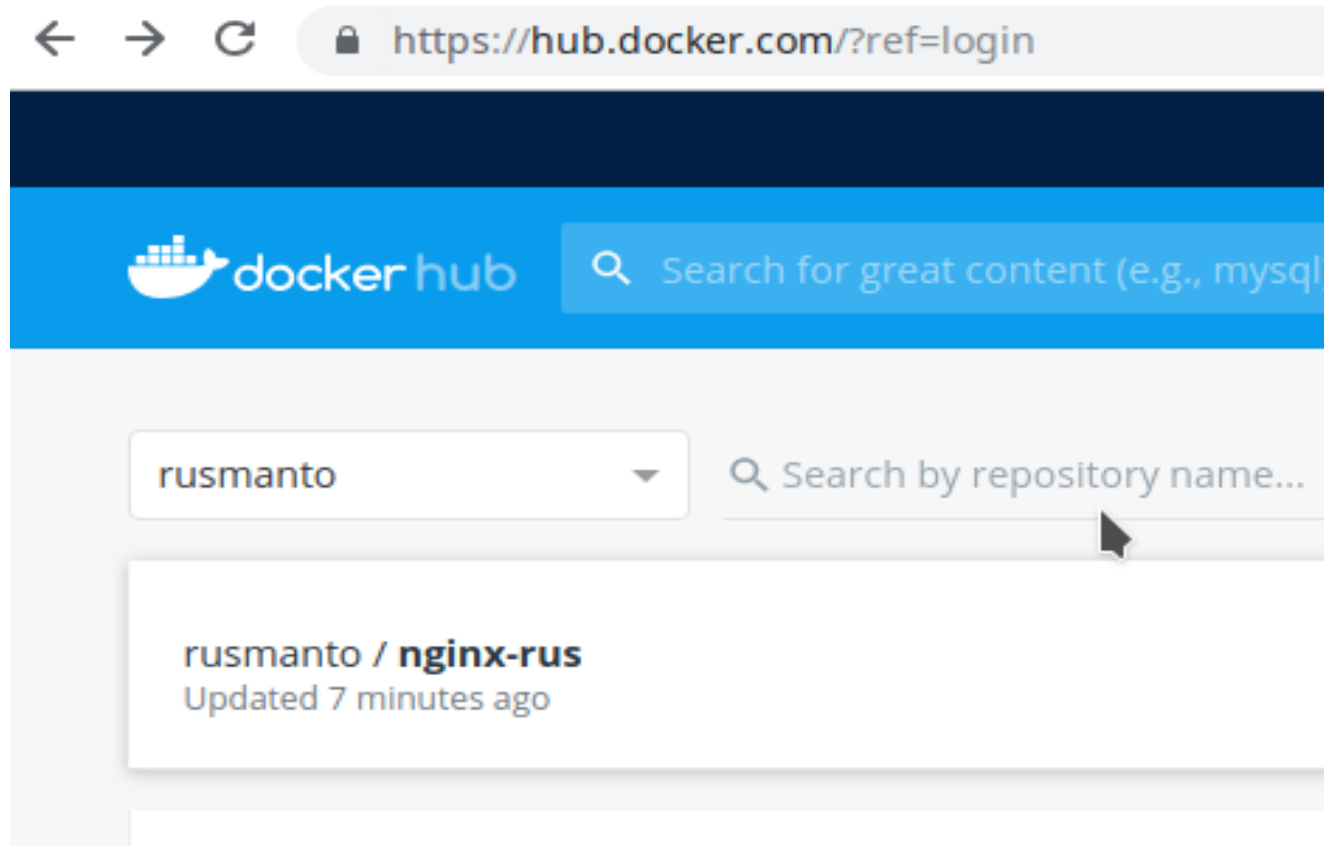 https://hub.docker.com/?ref=login
docker hub
Search for great content (e.g., mysql
rusmanto
Search by repository name...
rusmanto / nginx-rus
Updated 7 minutes ago